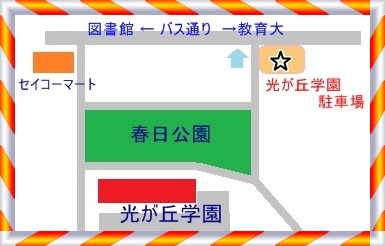 図書館 ← バス通り →教育大
セイコーマート
光が丘学園
駐車場
春日公園
光が丘学園